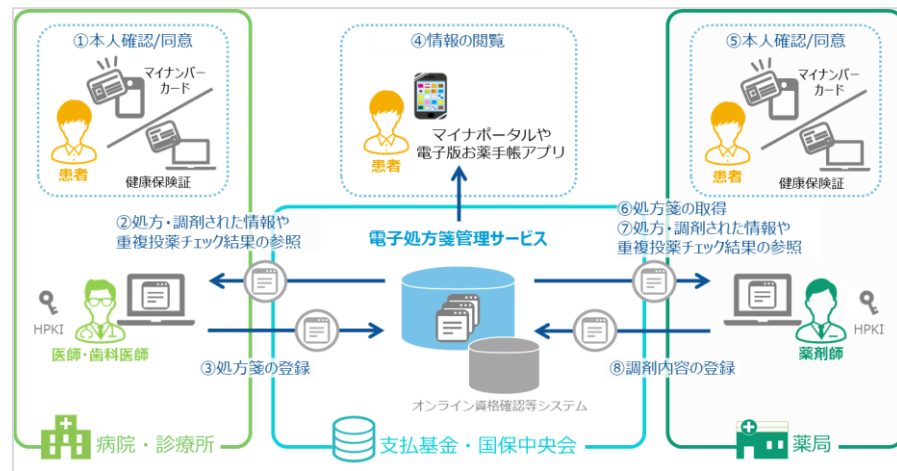 ①本人確認/同意
マイナンバー
カード
患者
健康保険証
④情報の閲覧
患者
マイナポータルや
電子版お薬手帳アプリ
⑤本人確認/同意
マイナンバー
カード
患者
健康保険証
②処方・調剤された情報や
重複投薬チェック結果の参照
電子処方箋管理サービス
⑥処方箋の取得
⑦処方・調剤された情報や
重複投薬チェック結果の参照
HPKI
医師・歯科医師
③処方箋の登録
オンライン資格確認等システム
⑧調剤内容の登録
薬剤師
HPKI
病院・診療所
支払基金・国保中央会
薬局